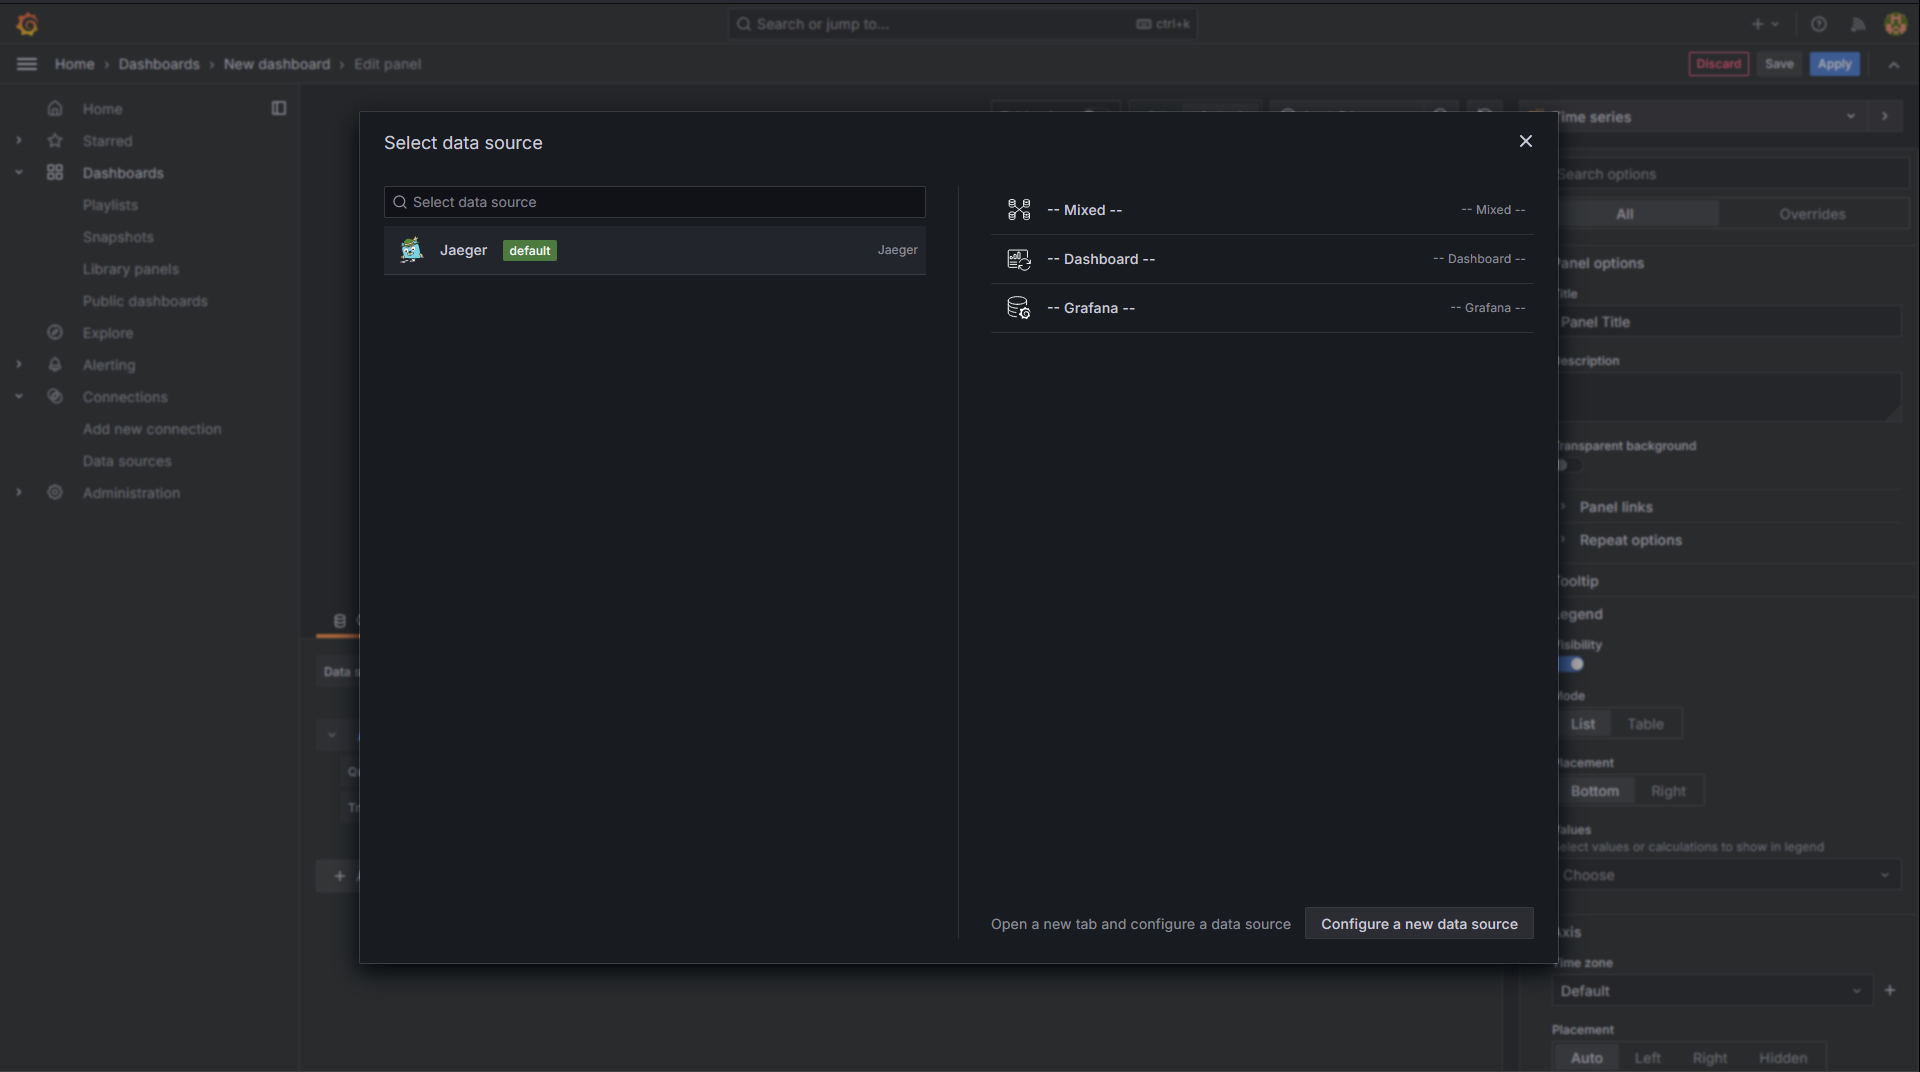 Search or jump to...
ctrl+k
Home
Dashboards
New dashboard
Edit panel
Discard
Save
Apply
Home
Starred
Dashboards
Playlists
Snapshots
Library panels
Public dashboards
Explore
Alerting
Connections
Add new connection
Data sources
Administration
Select data source
Select data source
Jaeger
default
Jaeger
-- Mixed --
-- Mixed --
-- Dashboard --
-- Dashboard --
-- Grafana --
-- Grafana --
Open a new tab and configure a data source
Configure a new data source
Data
ime series
Search options
All
Overrides
anel options
itle
Panel Title
escription
ransparent background
Panel links
Repeat options
ooltip
egend
isibility
ode
List
Table
lacement
Bottom
Right
alues
elect values or calculations to show in legend
Choose
xis
ime zone
Default
Placement
Auto
Left
Right
Hidden